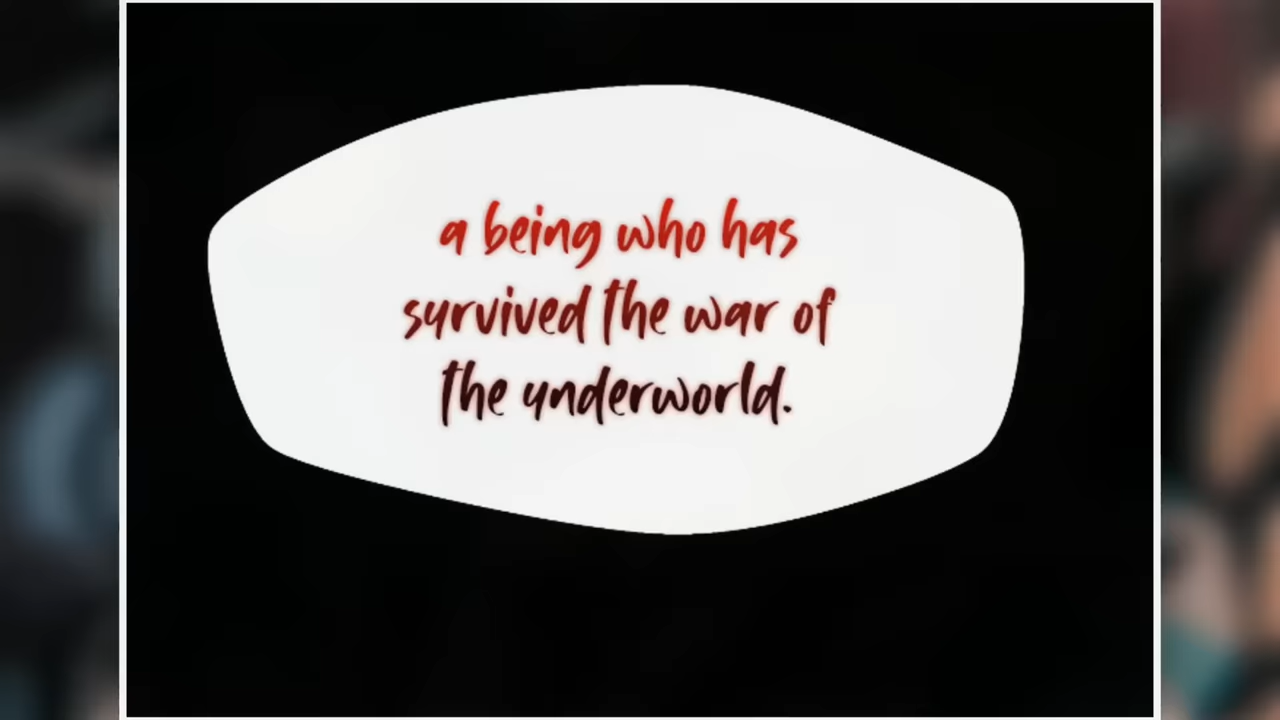 a being who has
survived the war of
the underworld.